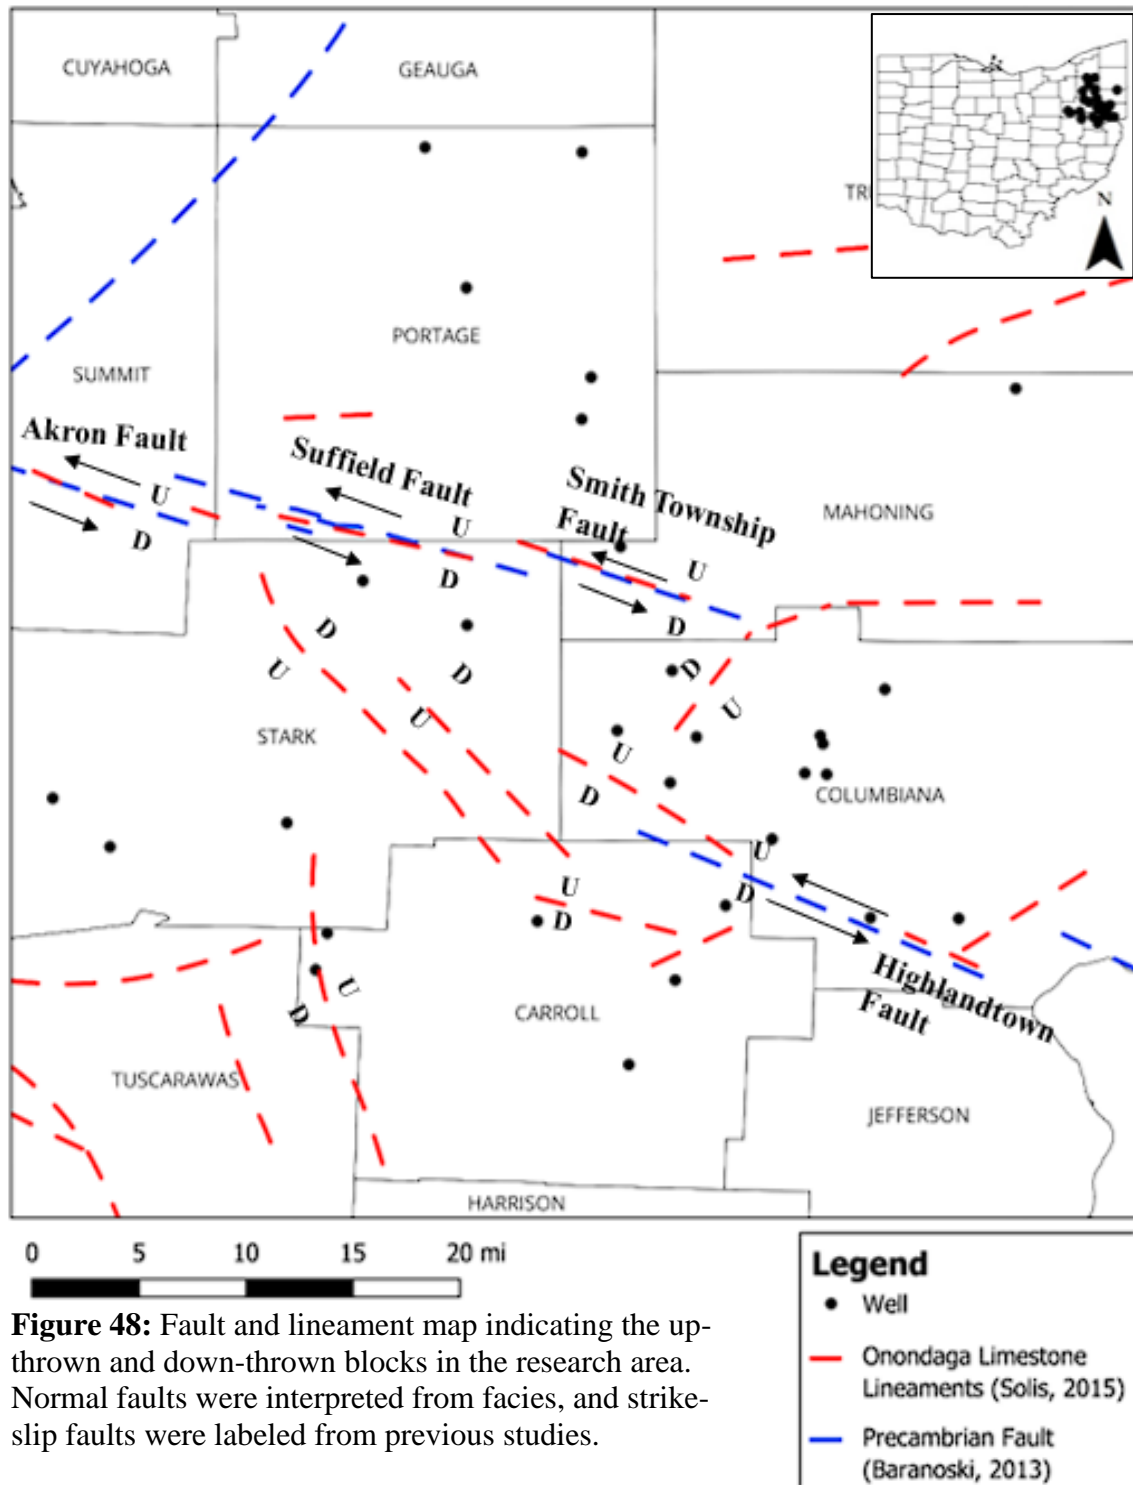 CUYAHOGA
GEAUGA
N
TR
PORTAGE
SUMMIT
Akron Fault
Suffield Fault
Smith Township
Fault
MAHONING
U
D
U
D
U
D
D
U
D
U
D
U
STARK
U
D
COLUMBIANA
U
D
U
D
Highlandtown
Fault
U
D
CARROLL
TUSCARAWAS
JEFFERSON
HARRISON
0 5 10 15 20 mi
Legend
Well
Onondaga Limestone
Lineaments (Solis, 2015)
Precambrian Fault
(Baranoski, 2013)
Figure 48: Fault and lineament map indicating the up-
thrown and down-thrown blocks in the research area.
Normal faults were interpreted from facies, and strike-
slip faults were labeled from previous studies.